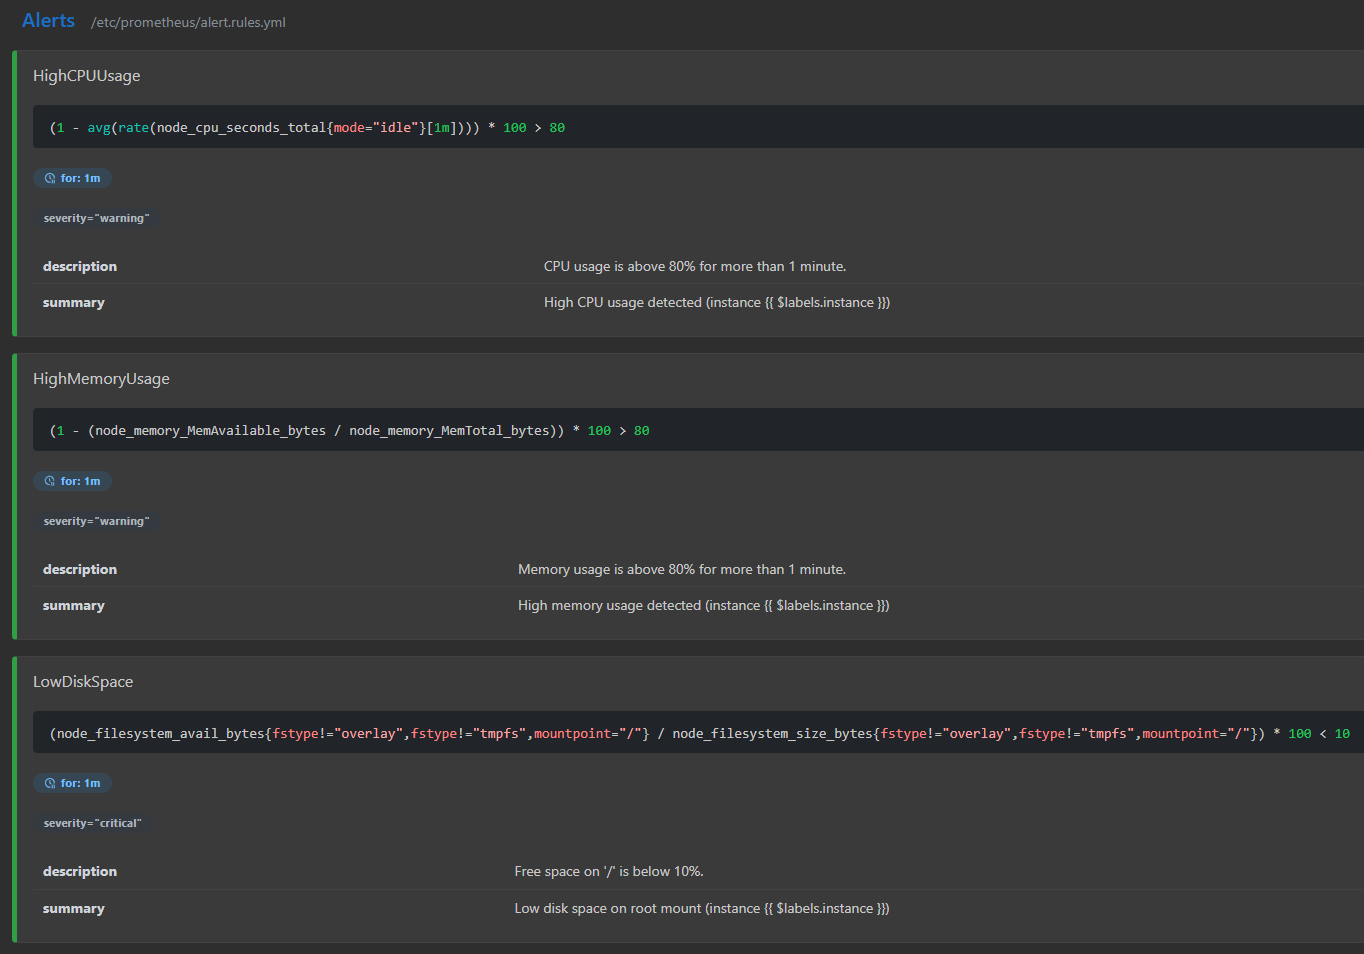 Alerts /etc/prometheus/alert.rules.yml
HighCPUUsage
(1 - avg(rate(node_cpu_seconds_total{mode="idle"}[1m]))) * 100 > 80
for: 1m
severity="warning"
description CPU usage is above 80% for more than 1 minute.
summary High CPU usage detected (instance {{ $labels.instance }})
HighMemoryUsage
(1 - (node_memory_MemAvailable_bytes / node_memory_MemTotal_bytes)) * 100 > 80
for: 1m
severity="warning"
description Memory usage is above 80% for more than 1 minute.
summary High memory usage detected (instance {{ $labels.instance }})
LowDiskSpace
(node_filesystem_avail_bytes{fstype!="overlay",fstype!="tmpfs",mountpoint="/"} / node_filesystem_size_bytes{fstype!="overlay",fstype!="tmpfs",mountpoint="/"}) * 100 < 10
for: 1m
severity="critical"
description Free space on '/' is below 10%.
summary Low disk space on root mount (instance {{ $labels.instance }})